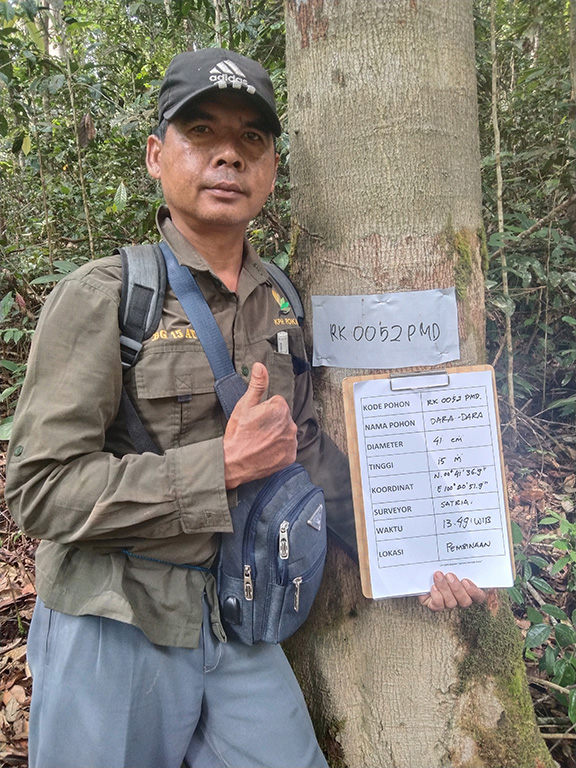 adidas
RK 0052 PMD
KODE POHON RK 0052 PMD.
NAMA POHON DARA-DARA
DIAMETER 41 cm
TINGGI 15 M
KOORDINAT N. 00° 41' 36.9"
E 100° 20' 57.9"
SURVEYOR SATRIA.
WAKTU 13.49' WIB
LOKASI PEMBINAAN